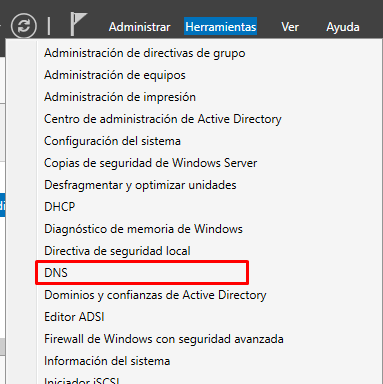 Administrar Herramientas Ver Ayuda
Administración de directivas de grupo
Administración de equipos
Administración de impresión
Centro de administración de Active Directory
Configuración del sistema
Copias de seguridad de Windows Server
Desfragmentar y optimizar unidades
DHCP
Diagnóstico de memoria de Windows
Directiva de seguridad local
DNS
Dominios y confianzas de Active Directory
Editor ADSI
Firewall de Windows con seguridad avanzada
Información del sistema
Iniciador iSCSI